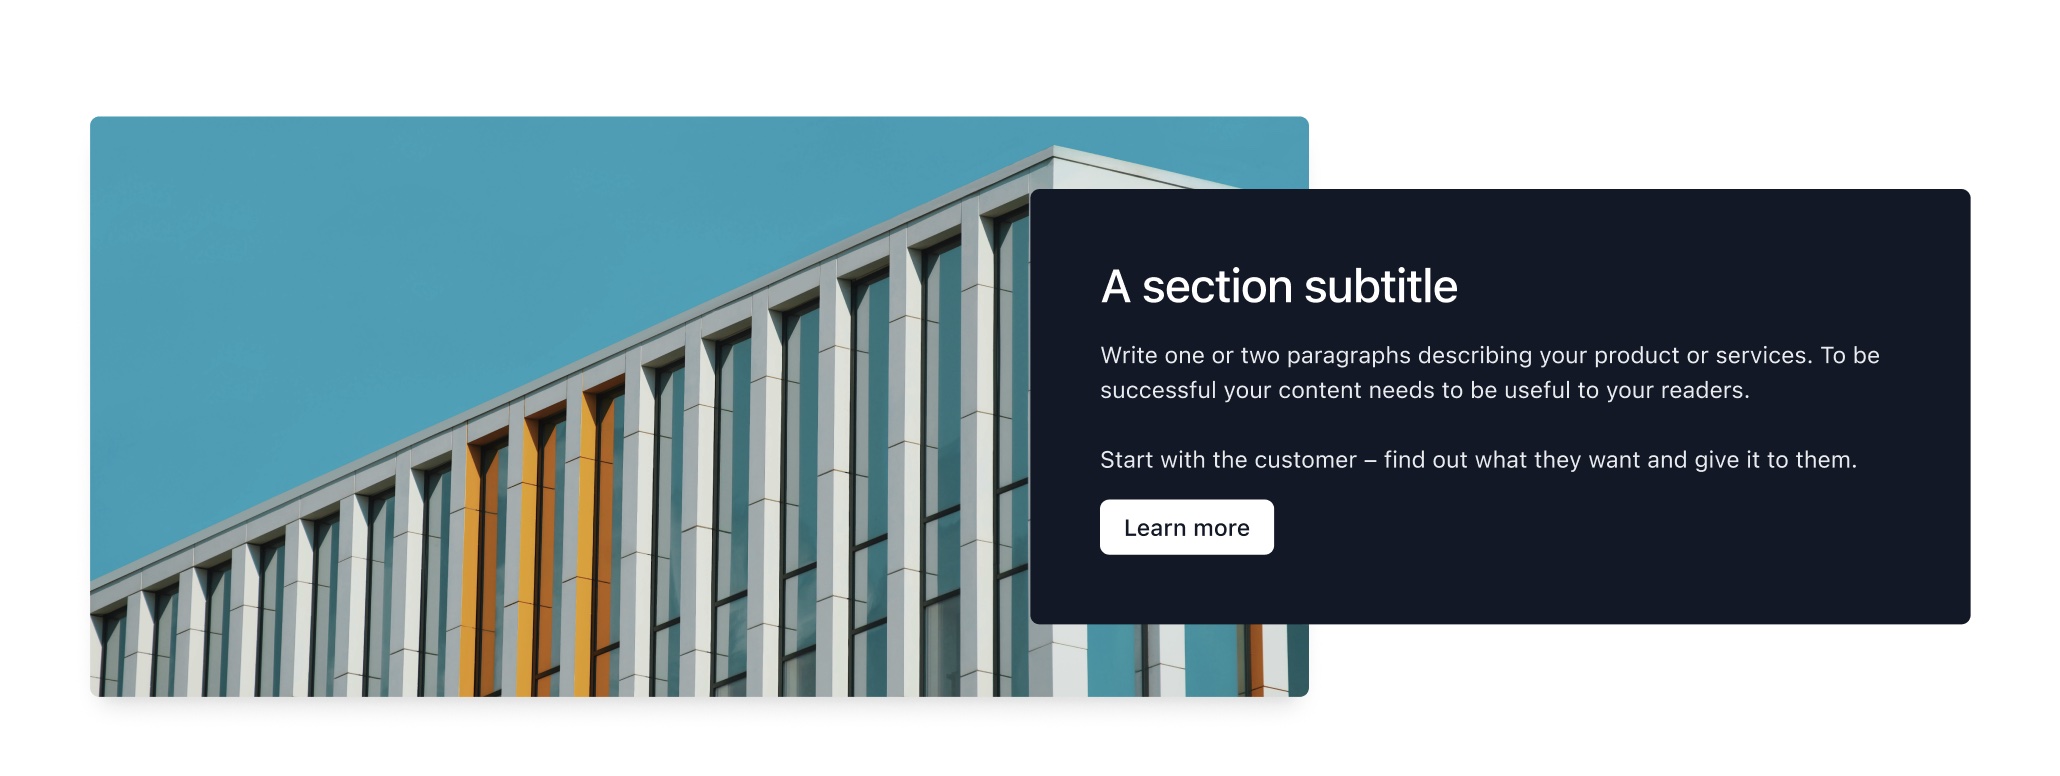 A section subtitle
Write one or two paragraphs describing your product or services. To be
successful your content needs to be useful to your readers.
Start with the customer – find out what they want and give it to them.
Learn more